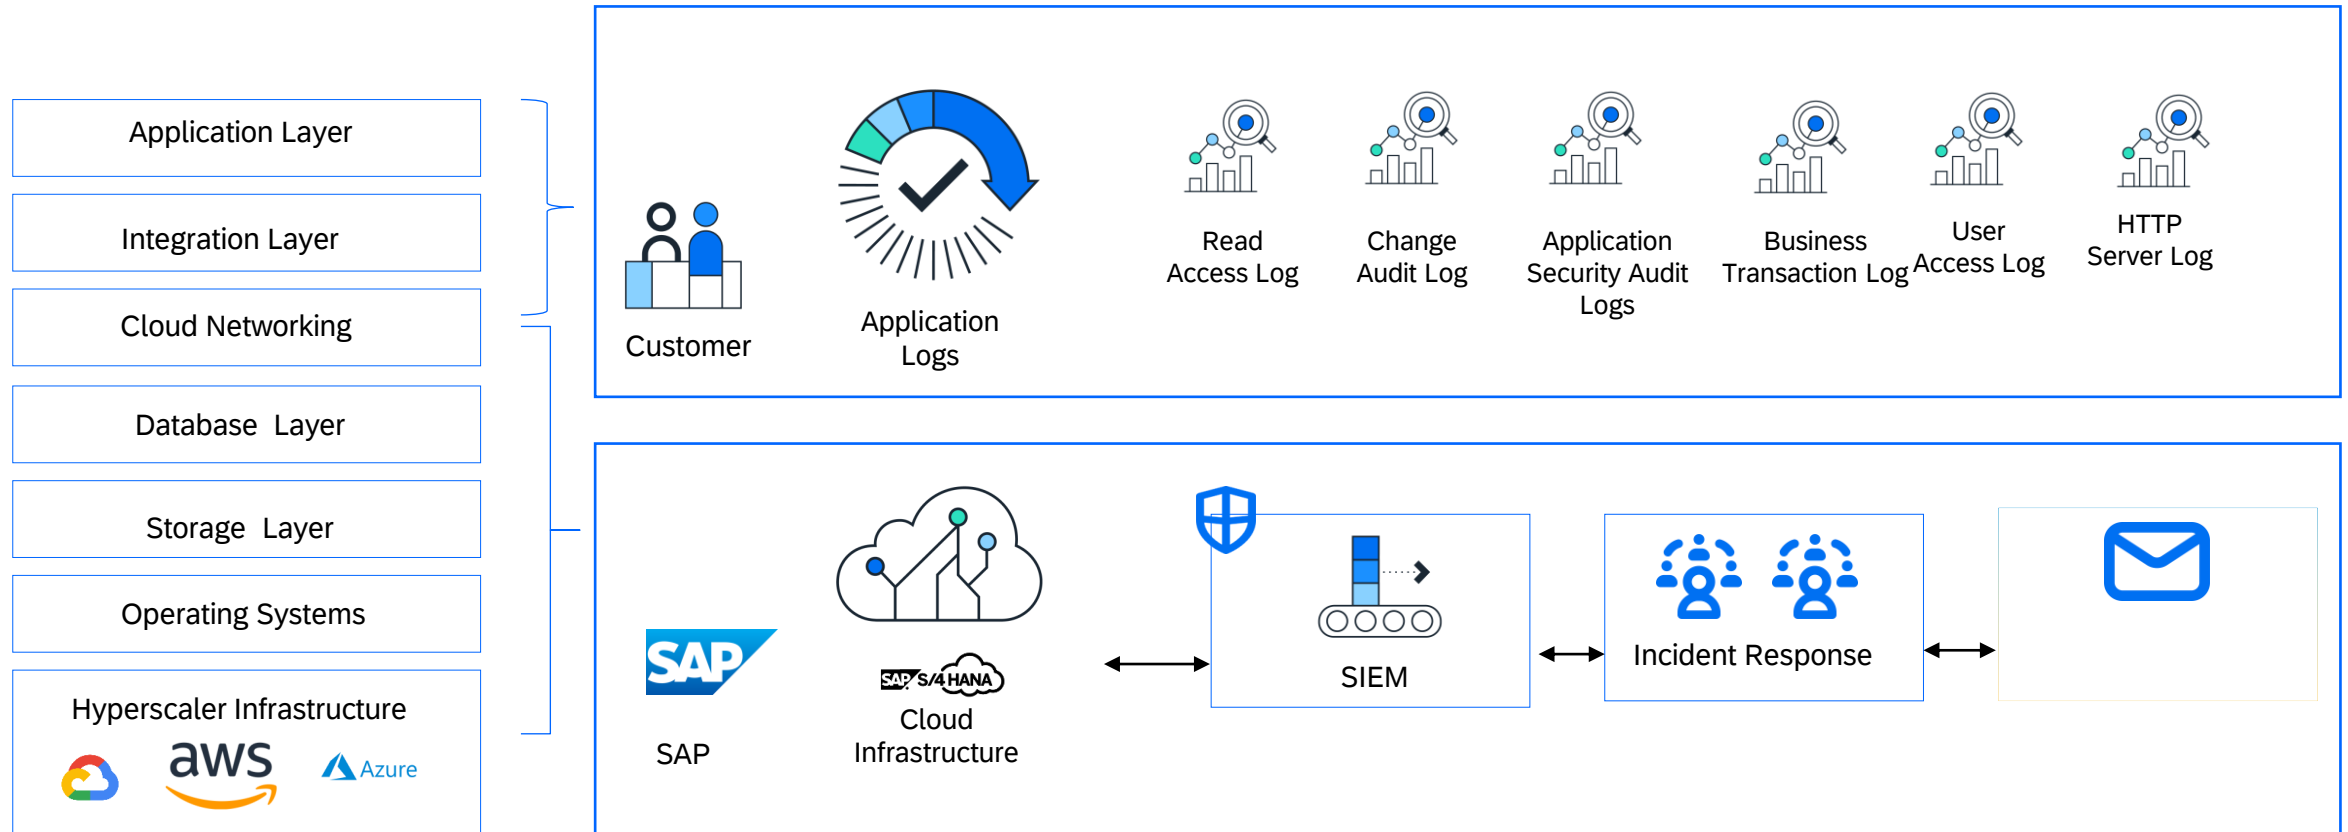 Application Layer
Integration Layer
Cloud Networking
Database Layer
Storage Layer
Operating Systems
Hyperscaler Infrastructure
aws
Azure
Customer
Application
Logs
Read
Access Log
Change
Audit Log
Application
Security Audit
Logs
Business
Transaction Log
User
Access Log
HTTP
Server Log
SAP
SAP
SAP S/4HANA
Cloud
Infrastructure
SIEM
Incident Response